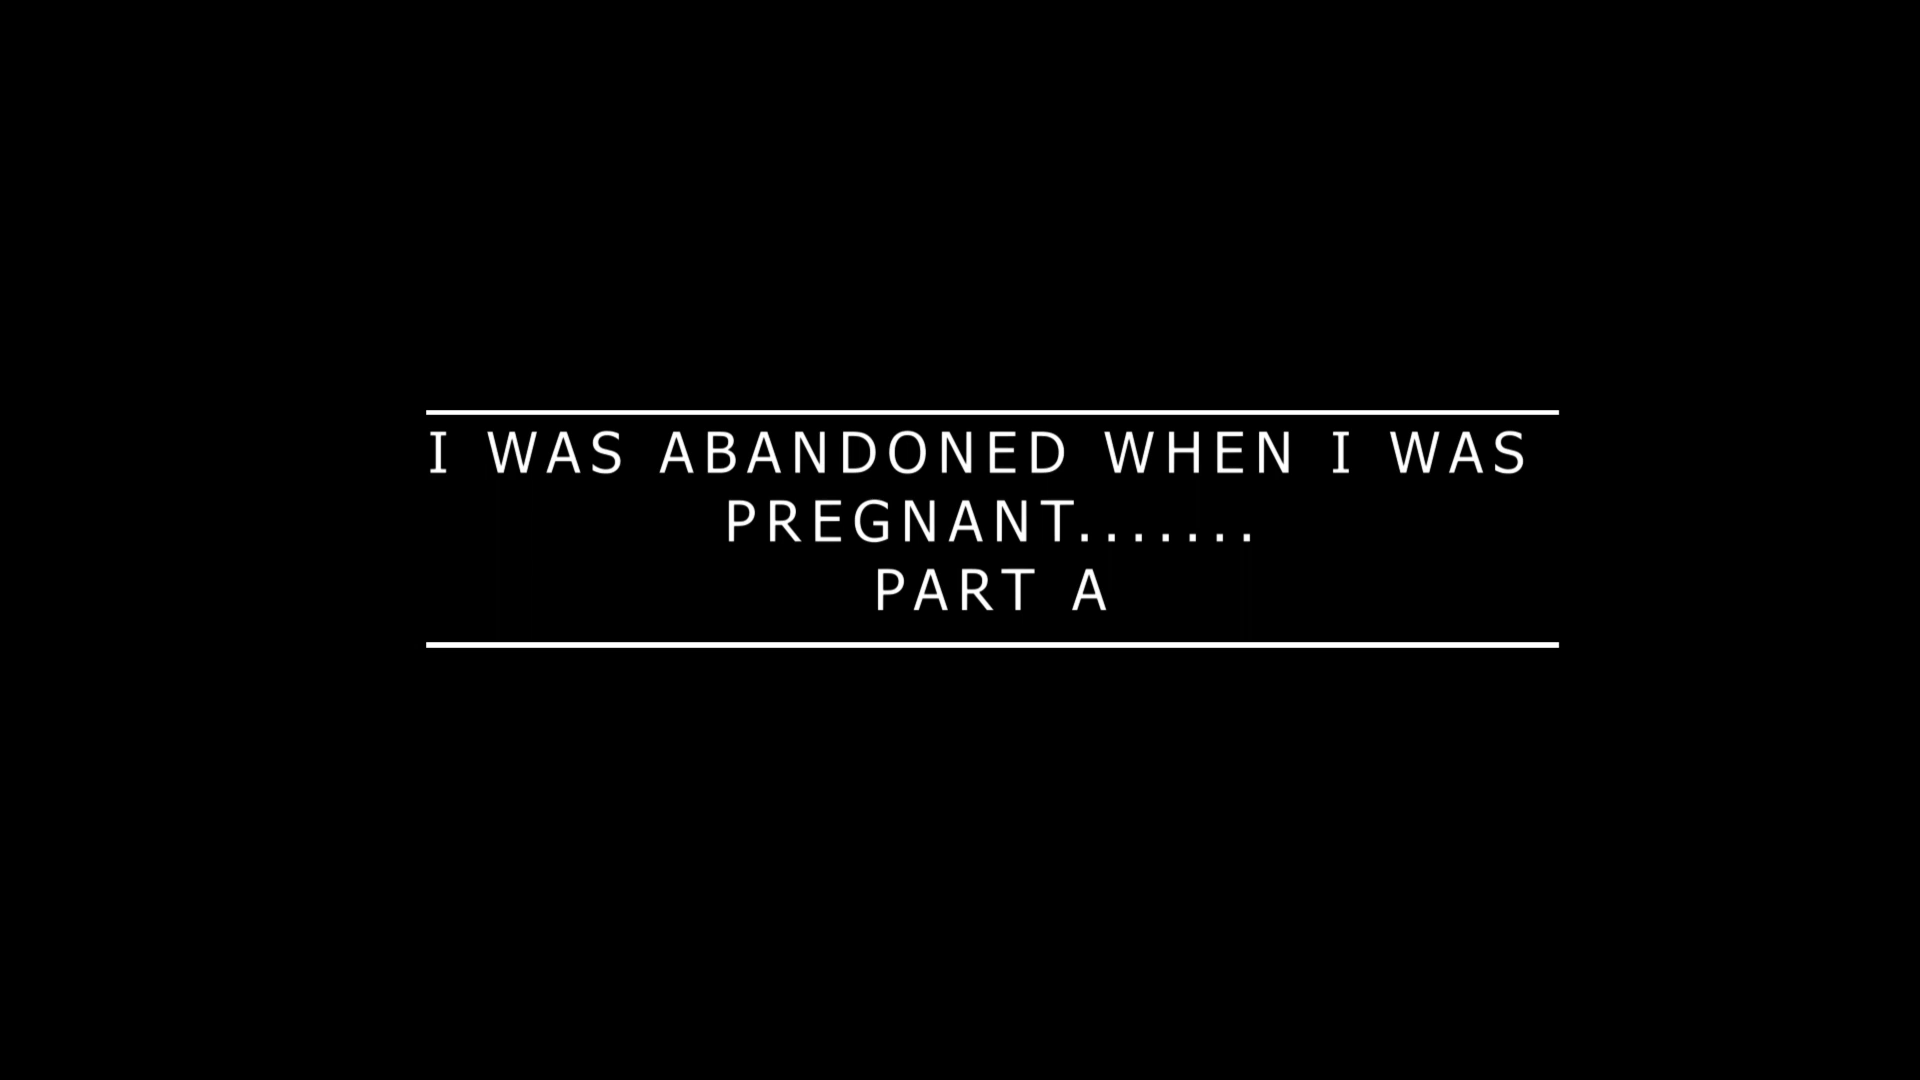 I WAS ABANDONED WHEN I WAS
PREGNANT.......
PART A